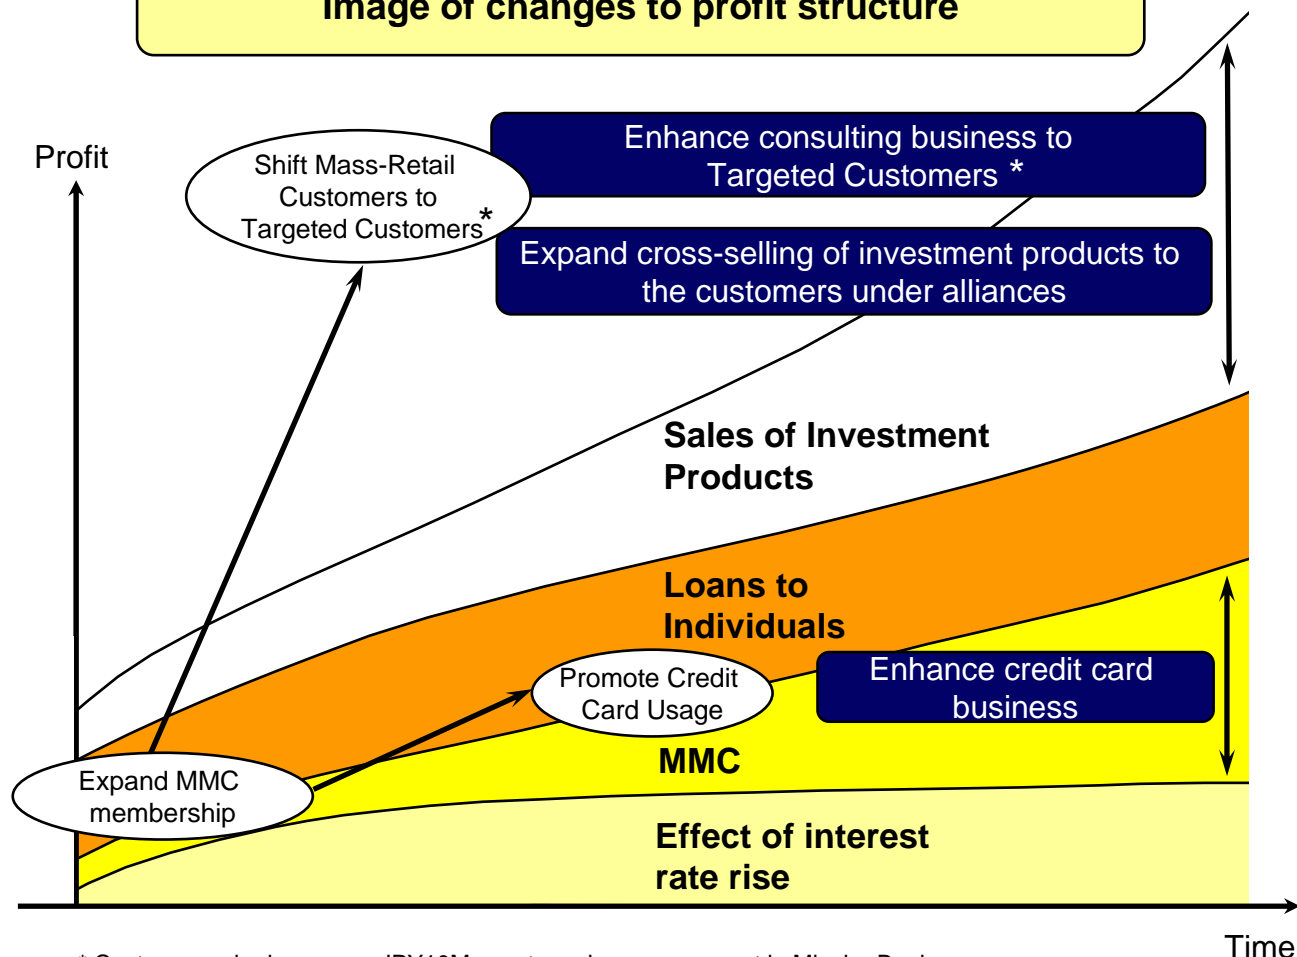 Image of changes to profit structure
Profit
Shift Mass-Retail
Customers to
Targeted Customers*
Enhance consulting business to
Targeted Customers *
Expand cross-selling of investment products to
the customers under alliances
Sales of Investment
Products
Loans to
Individuals
Promote Credit
Card Usage
Enhance credit card
business
MMC
Expand MMC
membership
Effect of interest
rate rise
Time